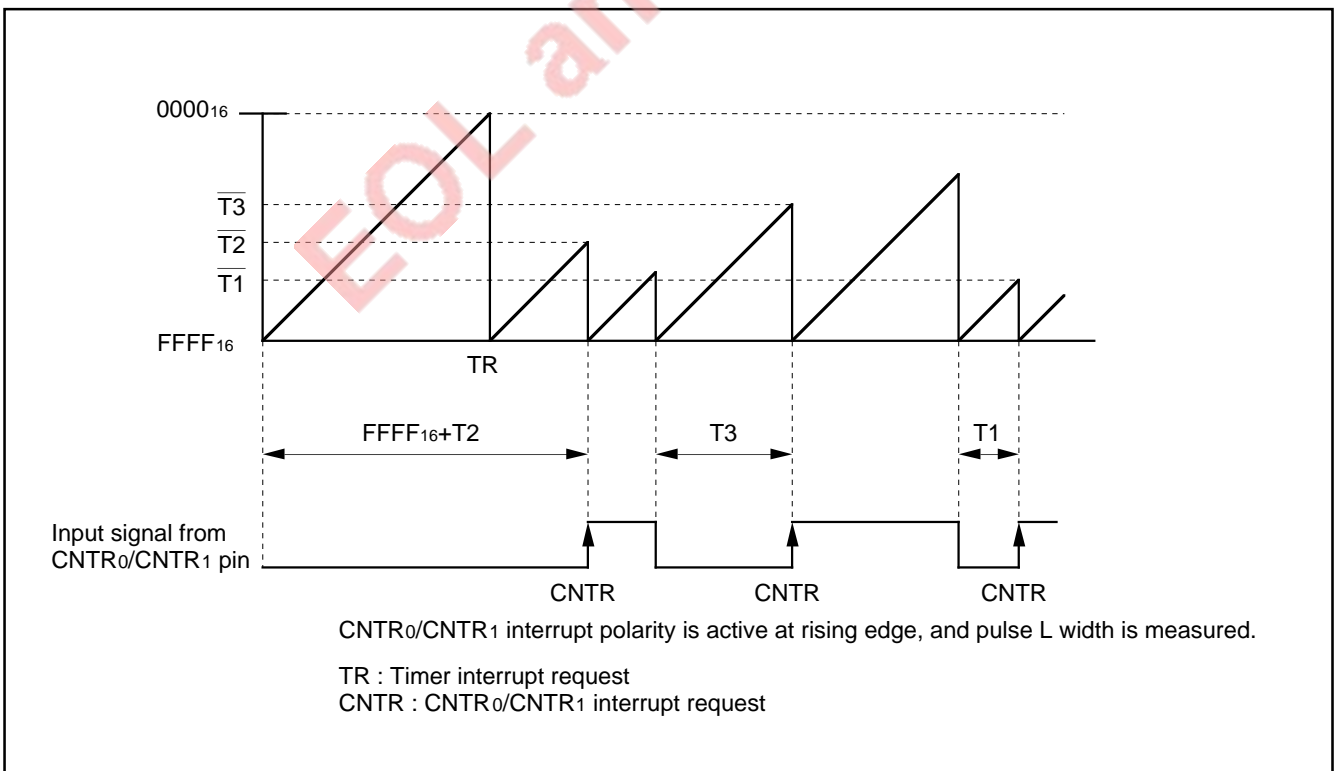 EOL an
0000₁₆
T3
T2
T1
FFFF₁₆
TR
FFFF₁₆+T2
T3
T1
Input signal from
CNTR₀/CNTR₁ pin
CNTR
CNTR
CNTR
CNTR₀/CNTR₁ interrupt polarity is active at rising edge, and pulse L width is measured.
TR : Timer interrupt request
CNTR : CNTR₀/CNTR₁ interrupt request